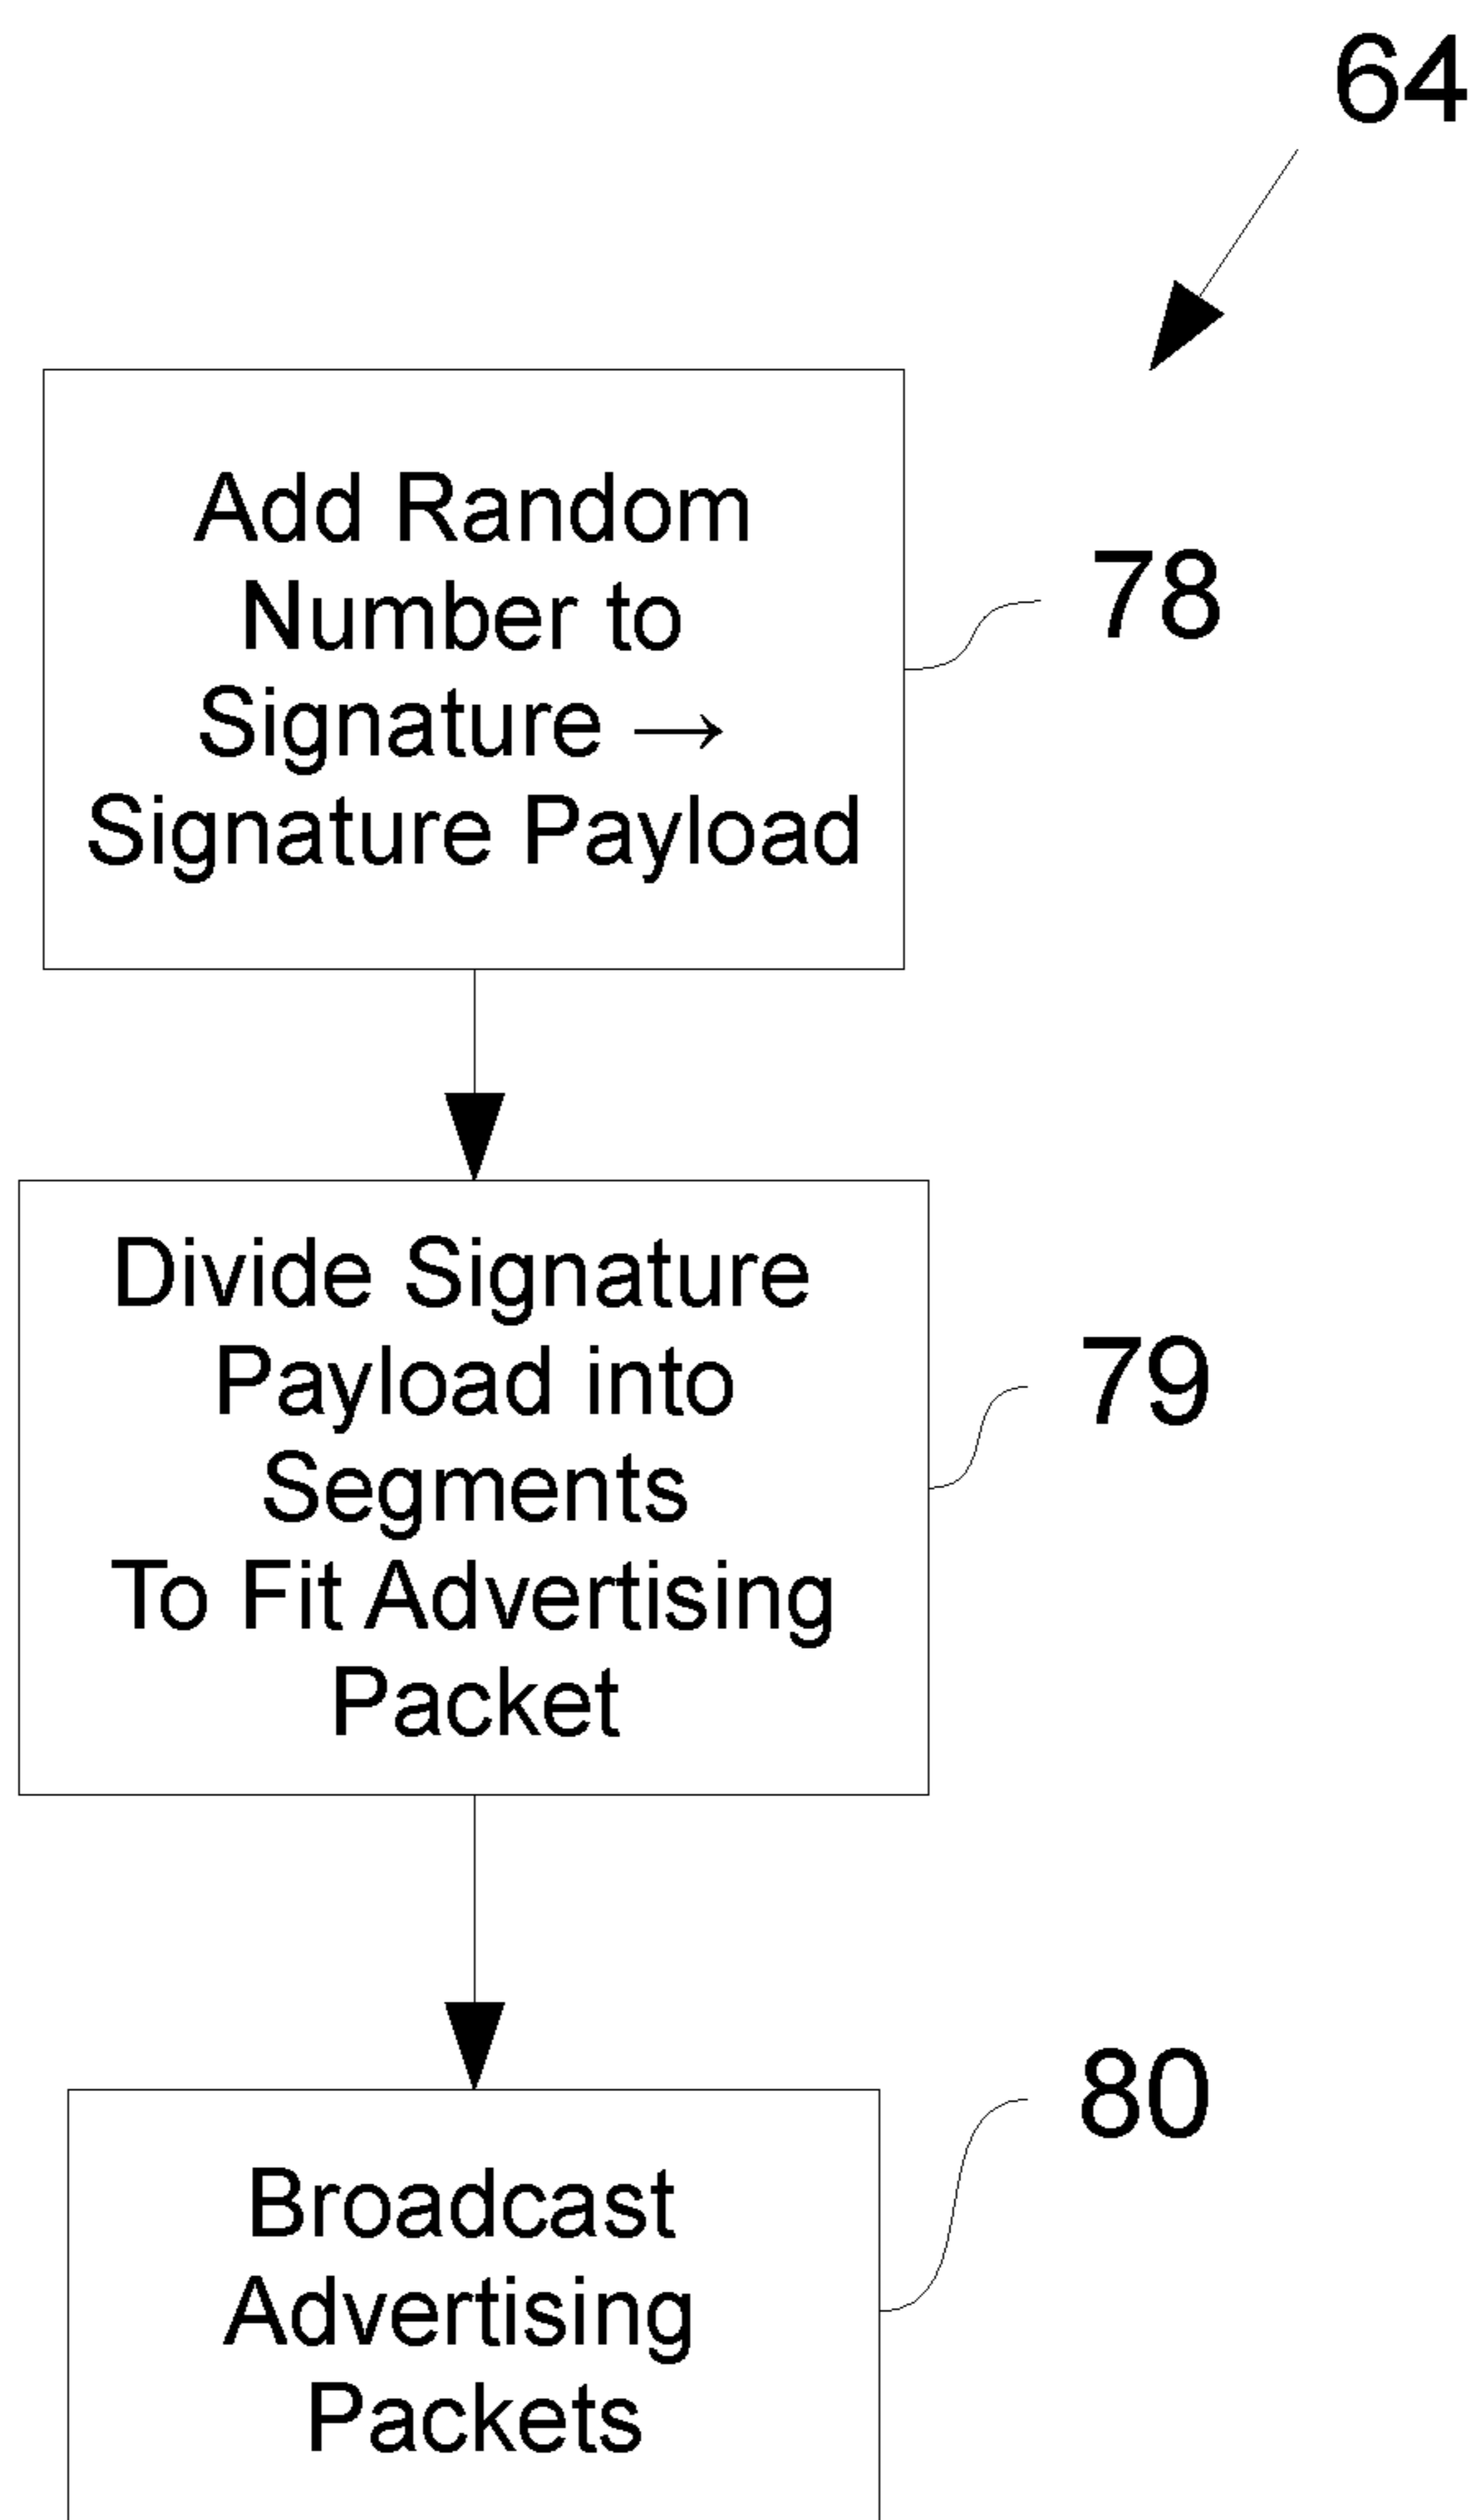 64
Add Random
Number to
Signature →
Signature Payload
78
Divide Signature
Payload into
Segments
To Fit Advertising
Packet
79
80
Broadcast
Advertising
Packets